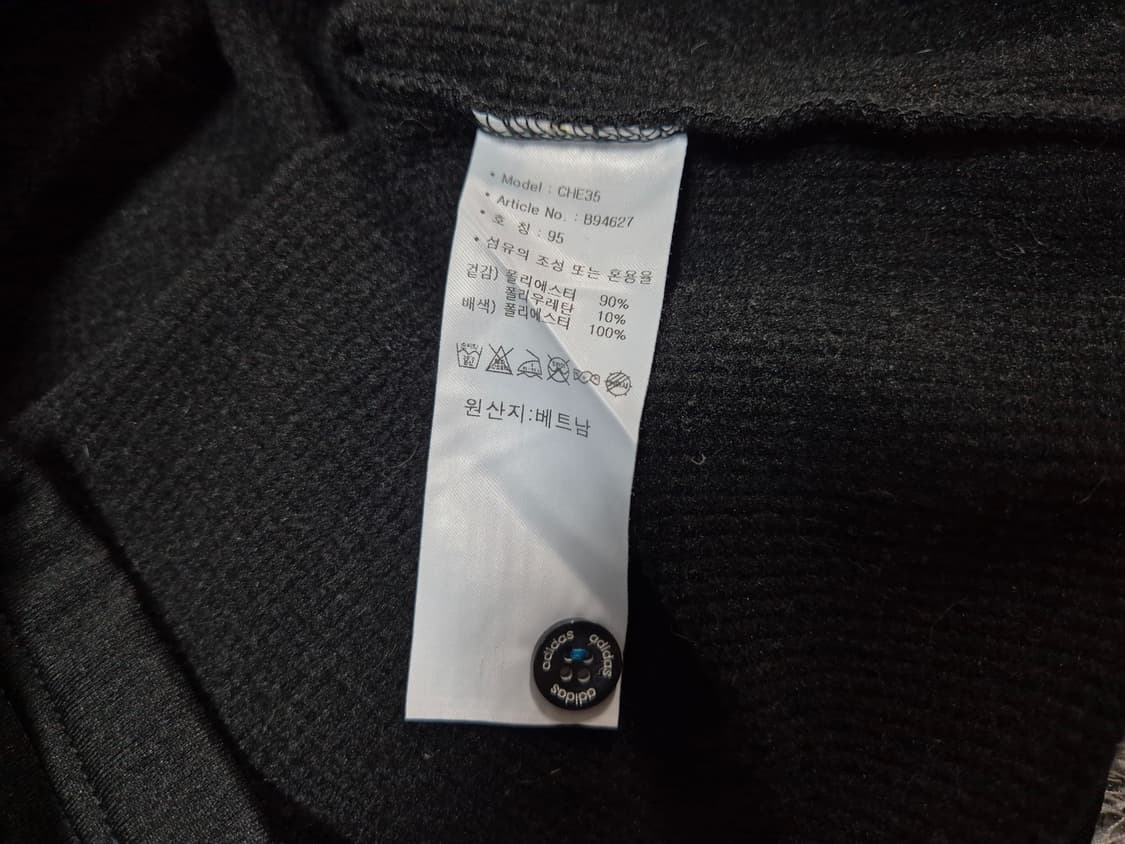 • Model : CHE35
• Article No. : B94627
• 호 칭 : 95
• 섬유의 조성 또는 혼용율
겉감) 폴리에스터 90%
폴리우레탄 10%
배색) 폴리에스터 100%
원산지:베트남
adidas adidas adidas